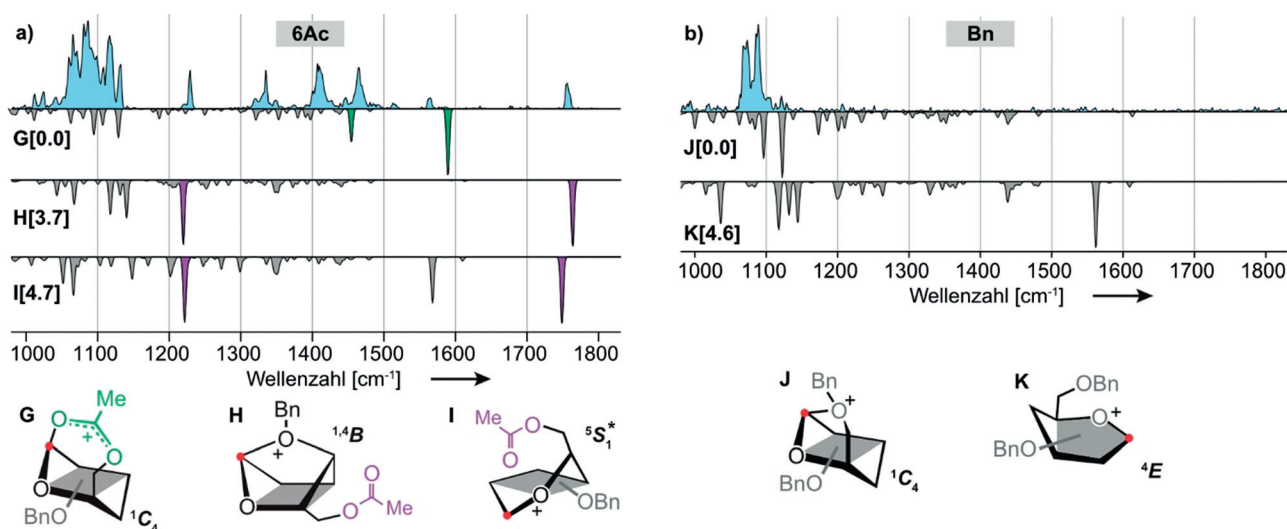 a) 6Ac
G[0.0]
H[3.7]
I[4.7]
1000 1100 1200 1300 1400 1500 1600 1700 1800
Wellenzahl [cm⁻¹]
b) Bn
J[0.0]
K[4.6]
1000 1100 1200 1300 1400 1500 1600 1700 1800
Wellenzahl [cm⁻¹]
G
Me
O
+
O
O
BnO
¹C₄
H
Bn
O
+
¹,⁴B
O
O
O
Me
I
Me
O
O
⁵S₁*
O
+
OBn
J
Bn
O
+
O
BnO
¹C₄
K
OBn
O
+
BnO
⁴E